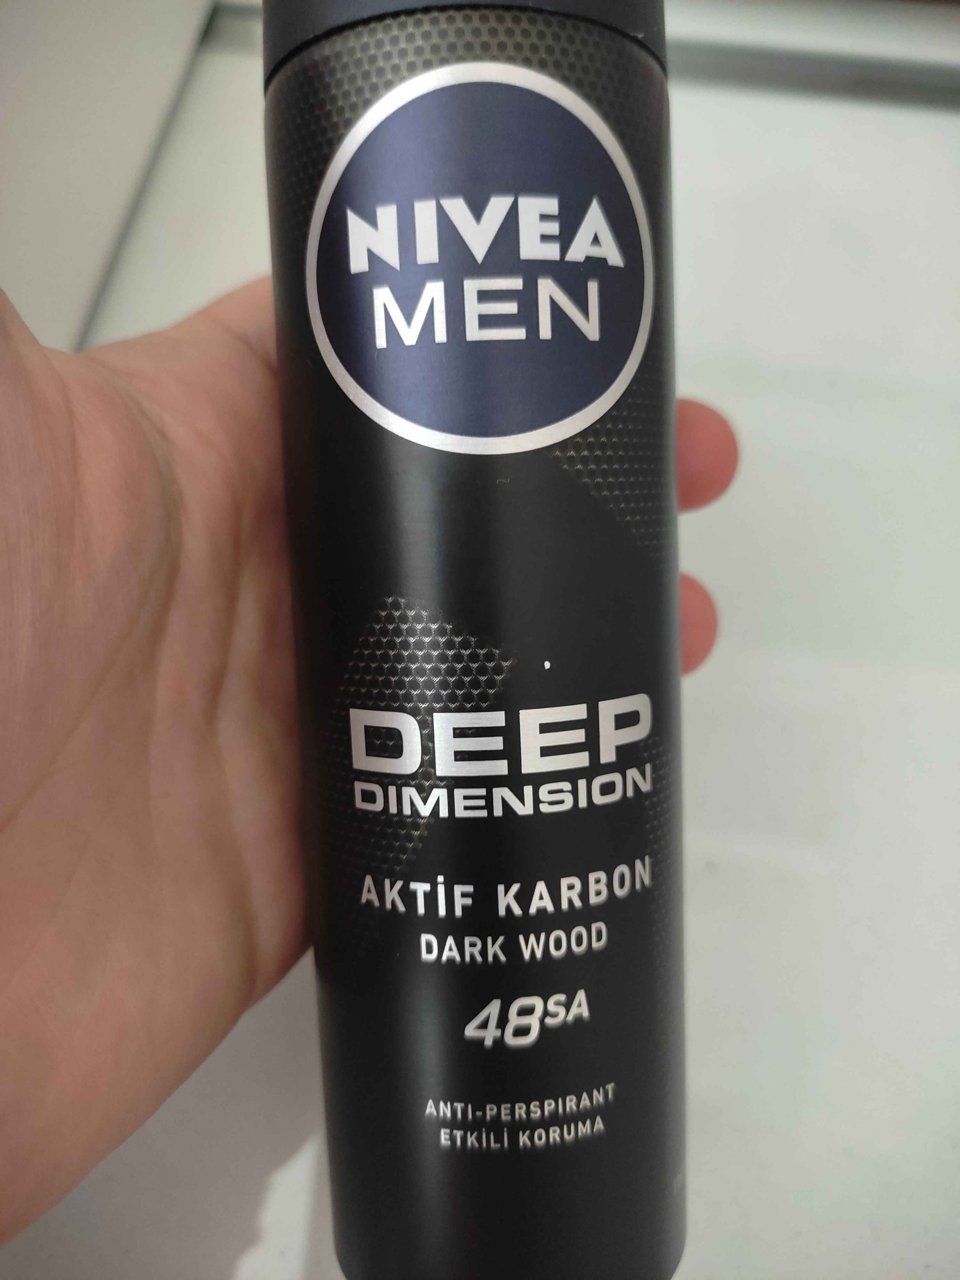 NIVEA
MEN
DEEP
DIMENSION
AKTİF KARBON
DARK WOOD
48SA
ANTI-PERSPIRANT
ETKİLİ KORUMA